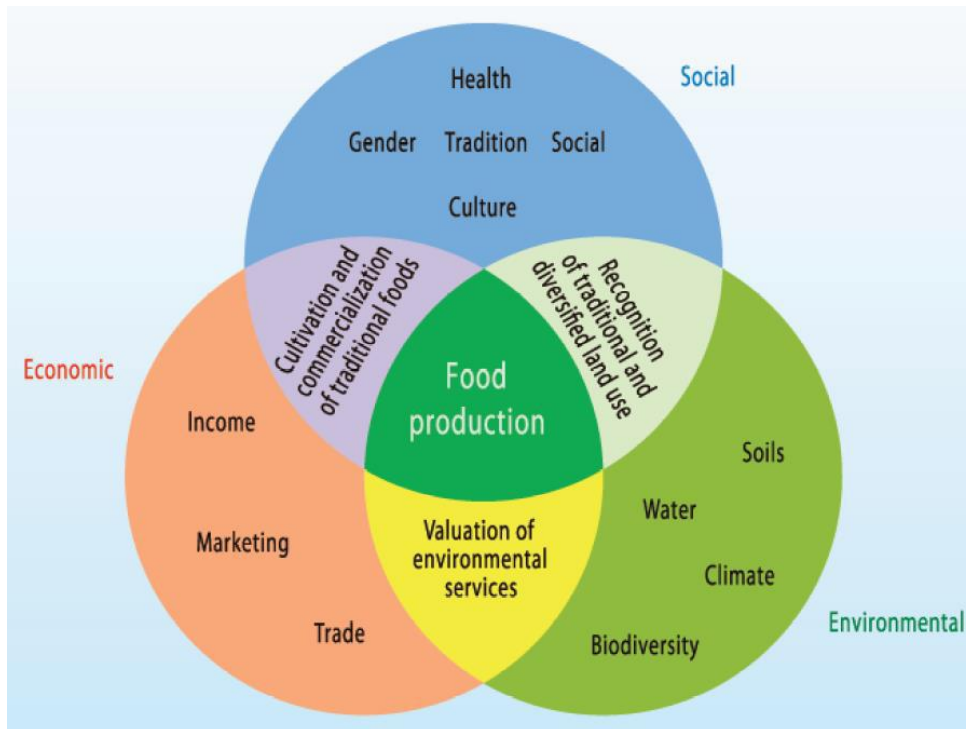 Health
Social
Gender Tradition Social
Culture
Cultivation and
commercialization
of traditional foods
Recognition
of traditional and
diversified land use
Economic
Food
production
Income
Soils
Water
Marketing
Valuation of
environmental
services
Climate
Trade
Biodiversity
Environmental